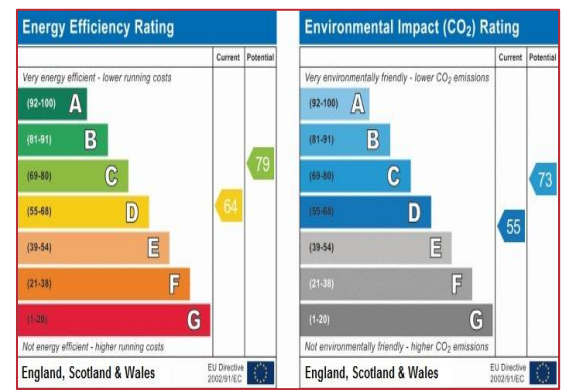 Energy Efficiency Rating
Current Potential
Very energy efficient - lower running costs
(92-100) A
(81-91) B
(69-80) C
79
(55-68) D
64
(39-54) E
(21-38) F
(1-20) G
Not energy efficient - higher running costs
England, Scotland & Wales
EU Directive
2002/91/EC
Environmental Impact (CO₂) Rating
Current Potential
Very environmentally friendly - lower CO₂ emissions
(92-100) A
(81-91) B
(69-80) C
73
(55-68) D
55
(39-54) E
(21-38) F
(1-20) G
Not environmentally friendly - higher CO₂ emissions
England, Scotland & Wales
EU Directive
2002/91/EC